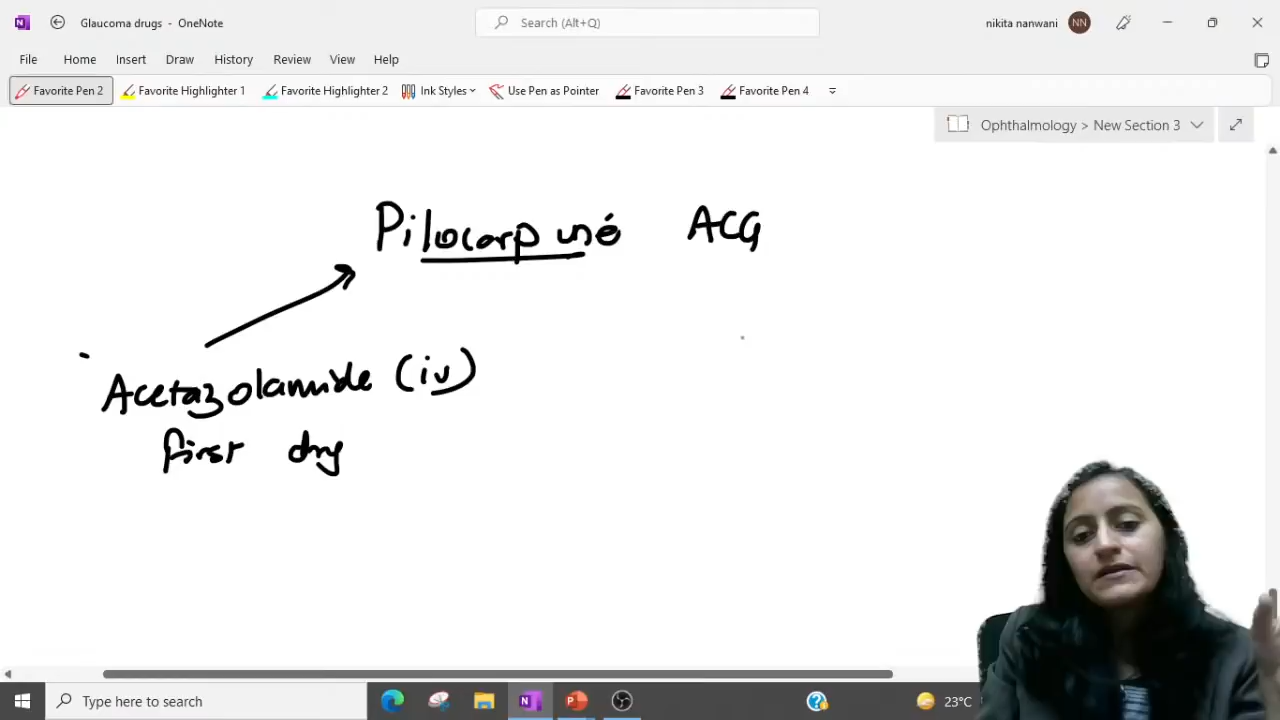 Glaucoma drugs - OneNote
Search (Alt+Q)
nikita nanwani NN
File Home Insert Draw History Review View Help
Favorite Pen 2 Favorite Highlighter 1 Favorite Highlighter 2 Ink Styles Use Pen as Pointer Favorite Pen 3 Favorite Pen 4
Ophthalmology > New Section 3
Pilocarpine ACG
Acetazolamide (iv)
first drug
Type here to search
23°C